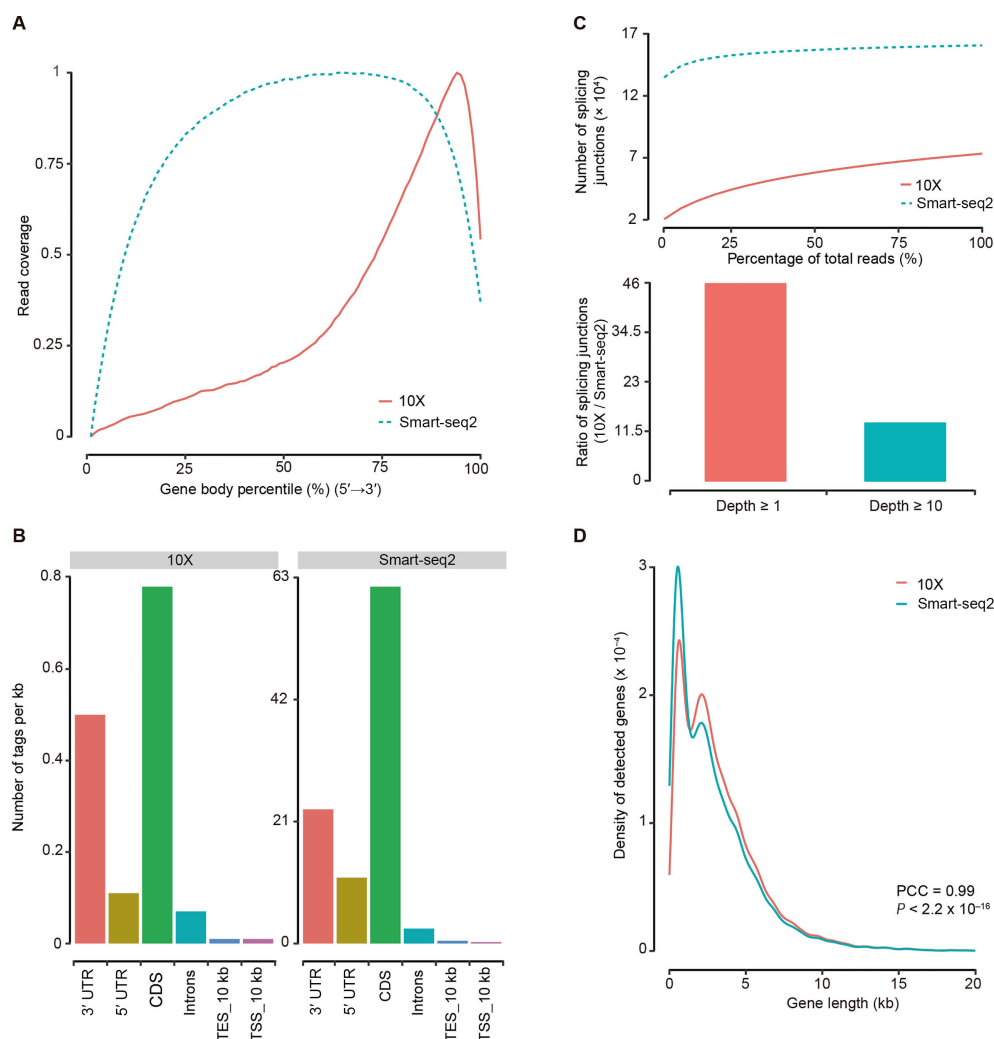 A
Read coverage
1
0.75
0.5
0.25
0
0
25
50
75
100
Gene body percentile (%) (5′→3′)
10X
Smart-seq2
B
10X
Smart-seq2
Number of tags per kb
0.8
0.6
0.4
0.2
0
63
42
21
0
3′ UTR
5′ UTR
CDS
Introns
TES_10 kb
TSS_10 kb
3′ UTR
5′ UTR
CDS
Introns
TES_10 kb
TSS_10 kb
C
Number of splicing
junctions (× 10⁴)
17
15
7
2
10X
Smart-seq2
0
25
50
75
100
Percentage of total reads (%)
Ratio of splicing junctions
(10X / Smart-seq2)
46
34.5
23
11.5
0
Depth ≥ 1
Depth ≥ 10
D
Density of detected genes (x 10⁻⁴)
3
2
1
0
10X
Smart-seq2
PCC = 0.99
P < 2.2 x 10⁻¹⁶
0
5
10
15
20
Gene length (kb)